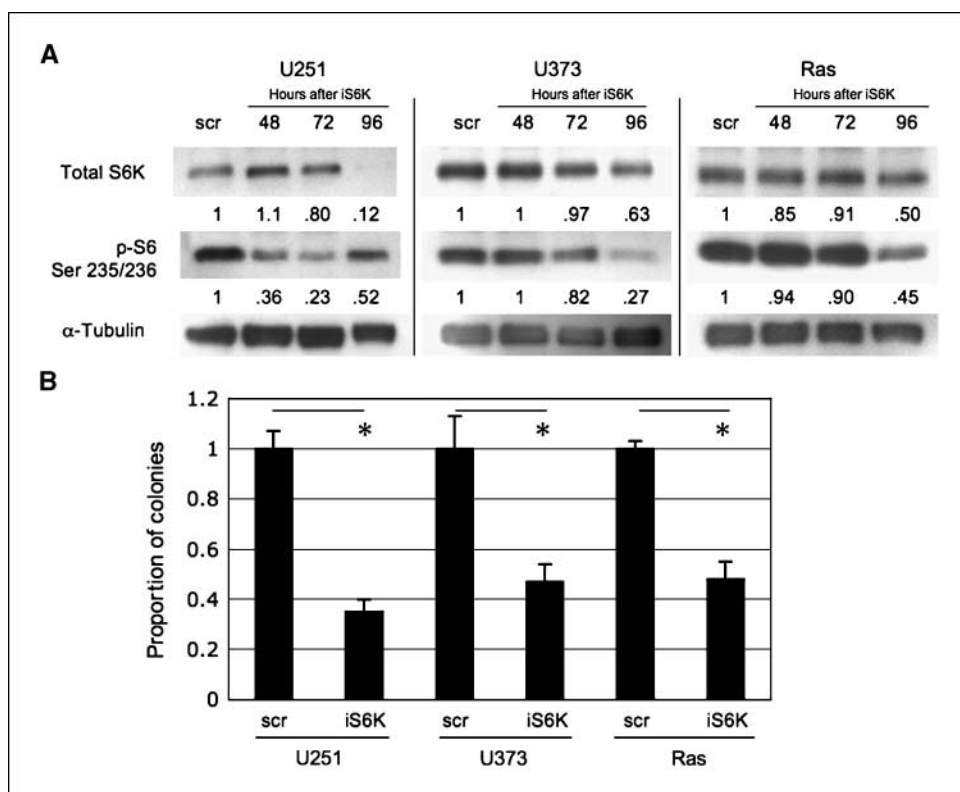 A
U251 U373 Ras
Hours after iS6K Hours after iS6K Hours after iS6K
scr 48 72 96 scr 48 72 96 scr 48 72 96
Total S6K
1 1.1 .80 .12 1 1 .97 .63 1 .85 .91 .50
p-S6
Ser 235/236
1 .36 .23 .52 1 1 .82 .27 1 .94 .90 .45
α-Tubulin
B
Proportion of colonies
1.2
1
0.8
0.6
0.4
0.2
0
* * *
scr iS6K scr iS6K scr iS6K
U251 U373 Ras